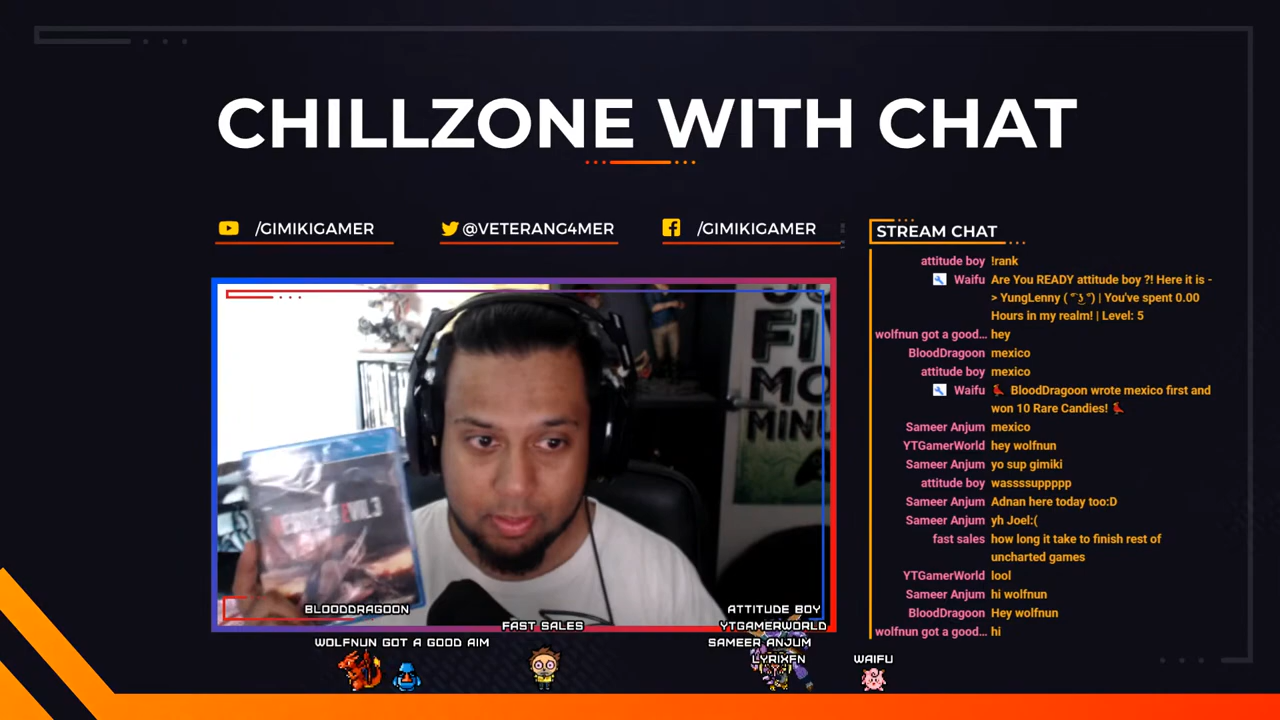 CHILLZONE WITH CHAT
/GIMIKIGAMER
@VETERANG4MER
/GIMIKIGAMER
STREAM CHAT
attitude boy !rank
Waifu Are You READY attitude boy ?! Here it is -
> YungLenny ( ͡° ͜ʖ ͡°) | You've spent 0.00
Hours in my realm! | Level: 5
wolfnun got a good... hey
BloodDragoon mexico
attitude boy mexico
Waifu 💃 BloodDragoon wrote mexico first and
won 10 Rare Candies! 💃
Sameer Anjum mexico
YTGamerWorld hey wolfnun
Sameer Anjum yo sup gimiki
attitude boy wassssuppppp
Sameer Anjum Adnan here today too:D
Sameer Anjum yh Joel:(
fast sales how long it take to finish rest of
uncharted games
YTGamerWorld lool
Sameer Anjum hi wolfnun
BloodDragoon Hey wolfnun
wolfnun got a good... hi
FI
MO
MINU
BLOODDRAGOON
ATTITUDE BOY
FAST SALES
YTGAMERWORLD
WOLFNUN GOT A GOOD AIM
SAMEER ANJUM
LYRIXFN
WAIFU